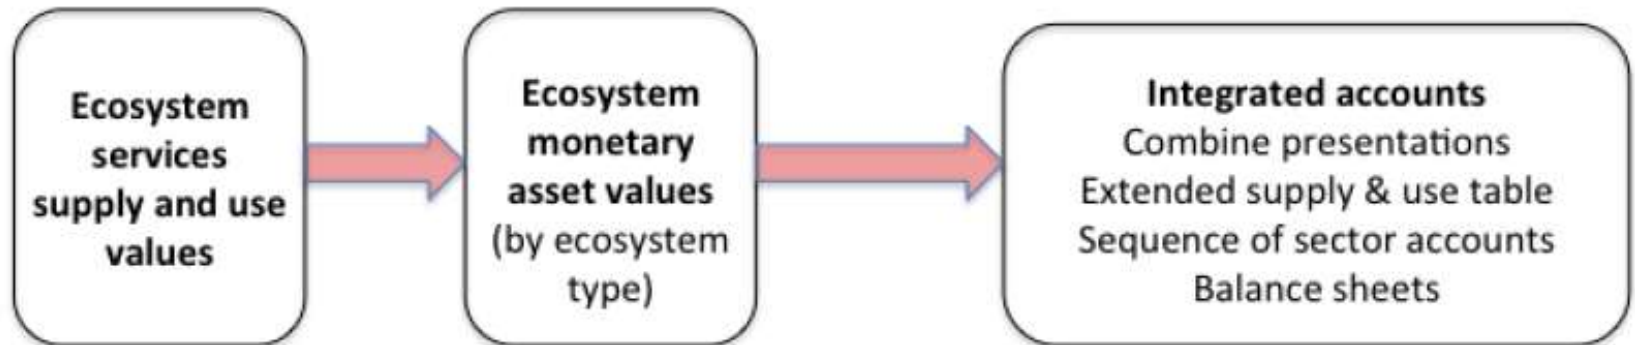 Ecosystem
services
supply and use
values
Ecosystem
monetary
asset values
(by ecosystem
type)
Integrated accounts
Combine presentations
Extended supply & use table
Sequence of sector accounts
Balance sheets